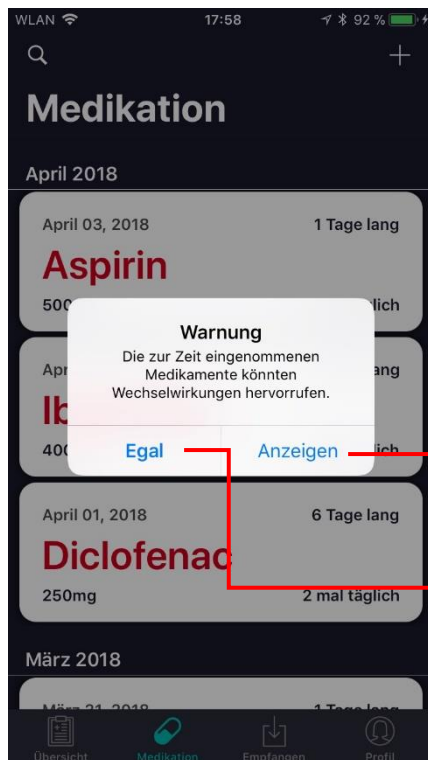 WLAN 17:58 92 %
Medikation
April 2018
April 03, 2018 1 Tage lang
Aspirin
500 lich
Warnung
Die zur Zeit eingenommenen
Medikamente könnten
Wechselwirkungen hervorrufen.
Egal Anzeigen
Apr ang
Ib
400 ich
April 01, 2018 6 Tage lang
Diclofenac
250mg 2 mal täglich
März 2018
März 21, 2018 1 Tage lang
Übersicht Medikation Empfangen Profil